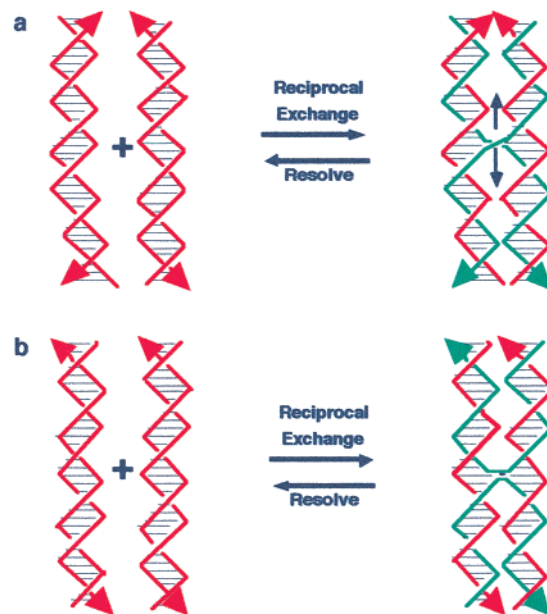 a
Reciprocal
Exchange
+
Resolve
b
Reciprocal
Exchange
+
Resolve